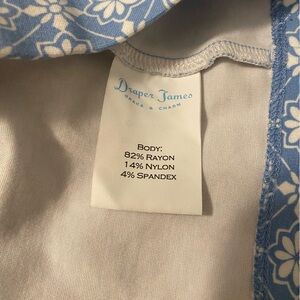 Draper James
GRACE & CHARM
BODY:
82% RAYON
14% NYLON
4% SPANDEX